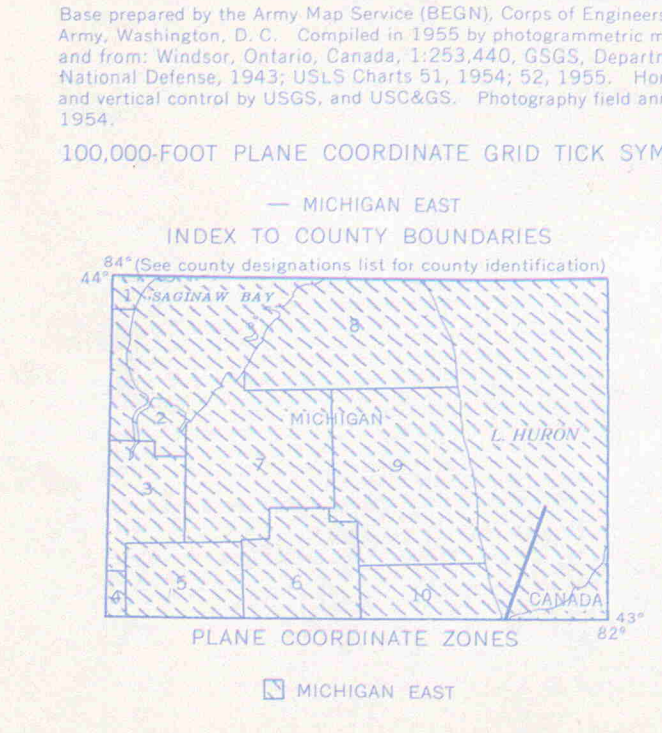 Base prepared by the Army Map Service (BEGN), Corps of Engineers
Army, Washington, D. C. Compiled in 1955 by photogrammetric m
and from: Windsor, Ontario, Canada, 1:253,440, GSGS, Departm
National Defense, 1943; USLS Charts 51, 1954; 52, 1955. Hor
and vertical control by USGS, and USC&GS. Photography field ann
1954.
100,000-FOOT PLANE COORDINATE GRID TICK SYM
— MICHIGAN EAST
INDEX TO COUNTY BOUNDARIES
84° (See county designations list for county identification)
44°
1 SAGINAW BAY
8
2 MICHIGAN
L. HURON
7 9
3
5 6 10
4 CANADA
43°
82°
PLANE COORDINATE ZONES
MICHIGAN EAST